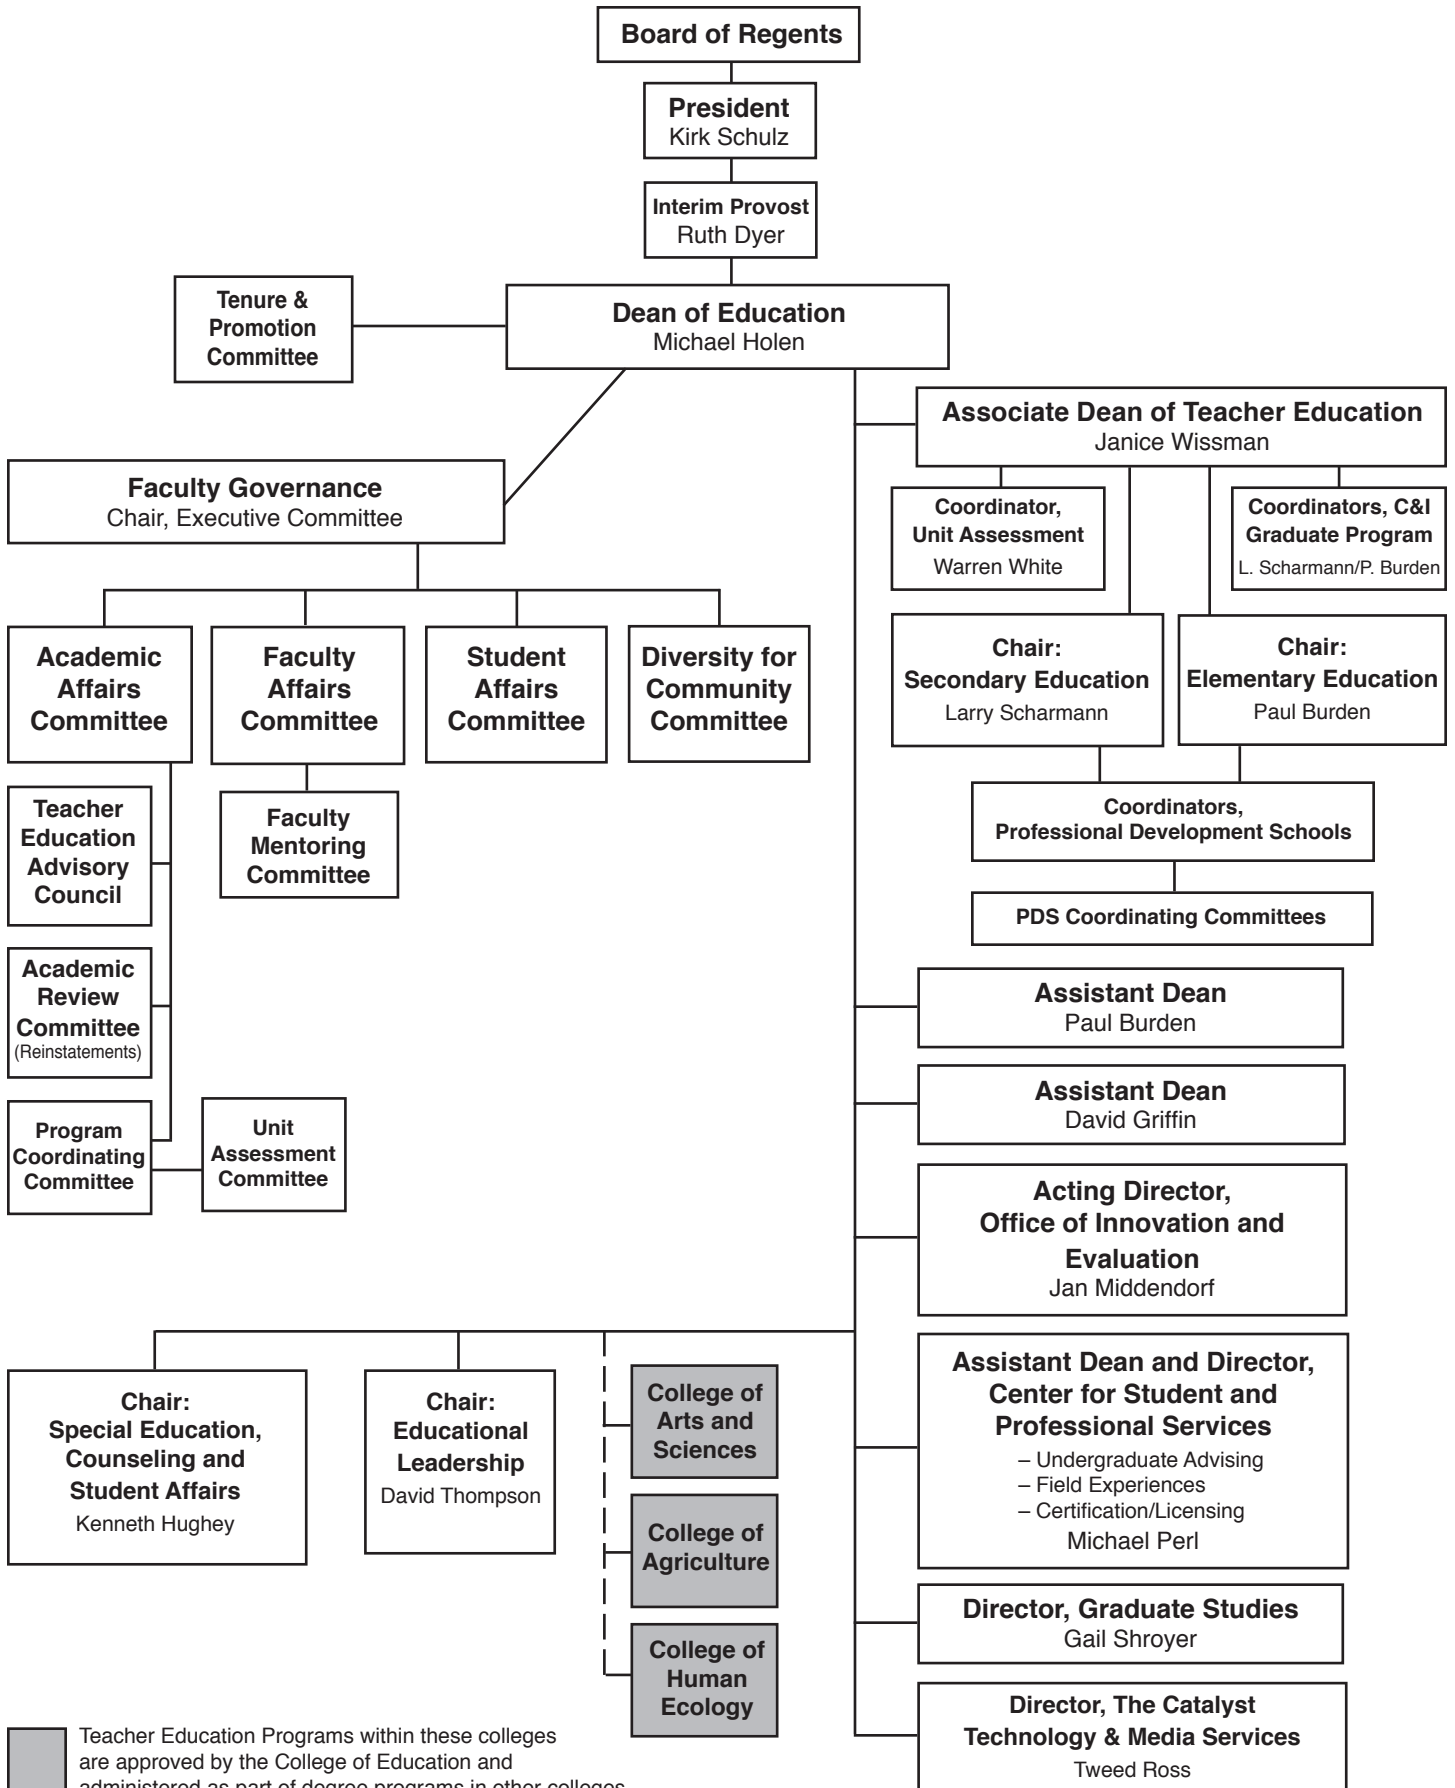 Board of Regents
President
Kirk Schulz
Interim Provost
Ruth Dyer
Tenure &
Promotion
Committee
Dean of Education
Michael Holen
Associate Dean of Teacher Education
Janice Wissman
Faculty Governance
Chair, Executive Committee
Coordinator,
Unit Assessment
Warren White
Coordinators, C&I
Graduate Program
L. Scharmann/P. Burden
Academic
Affairs
Committee
Faculty
Affairs
Committee
Student
Affairs
Committee
Diversity for
Community
Committee
Chair:
Secondary Education
Larry Scharmann
Chair:
Elementary Education
Paul Burden
Teacher
Education
Advisory
Council
Faculty
Mentoring
Committee
Coordinators,
Professional Development Schools
PDS Coordinating Committees
Academic
Review
Committee
(Reinstatements)
Assistant Dean
Paul Burden
Assistant Dean
David Griffin
Program
Coordinating
Committee
Unit
Assessment
Committee
Acting Director,
Office of Innovation and
Evaluation
Jan Middendorf
Chair:
Special Education,
Counseling and
Student Affairs
Kenneth Hughey
Chair:
Educational
Leadership
David Thompson
College of
Arts and
Sciences
College of
Agriculture
College of
Human
Ecology
Assistant Dean and Director,
Center for Student and
Professional Services
– Undergraduate Advising
– Field Experiences
– Certification/Licensing
Michael Perl
Director, Graduate Studies
Gail Shroyer
Director, The Catalyst
Technology & Media Services
Tweed Ross
Teacher Education Programs within these colleges
are approved by the College of Education and
administered as part of degree programs in other colleges